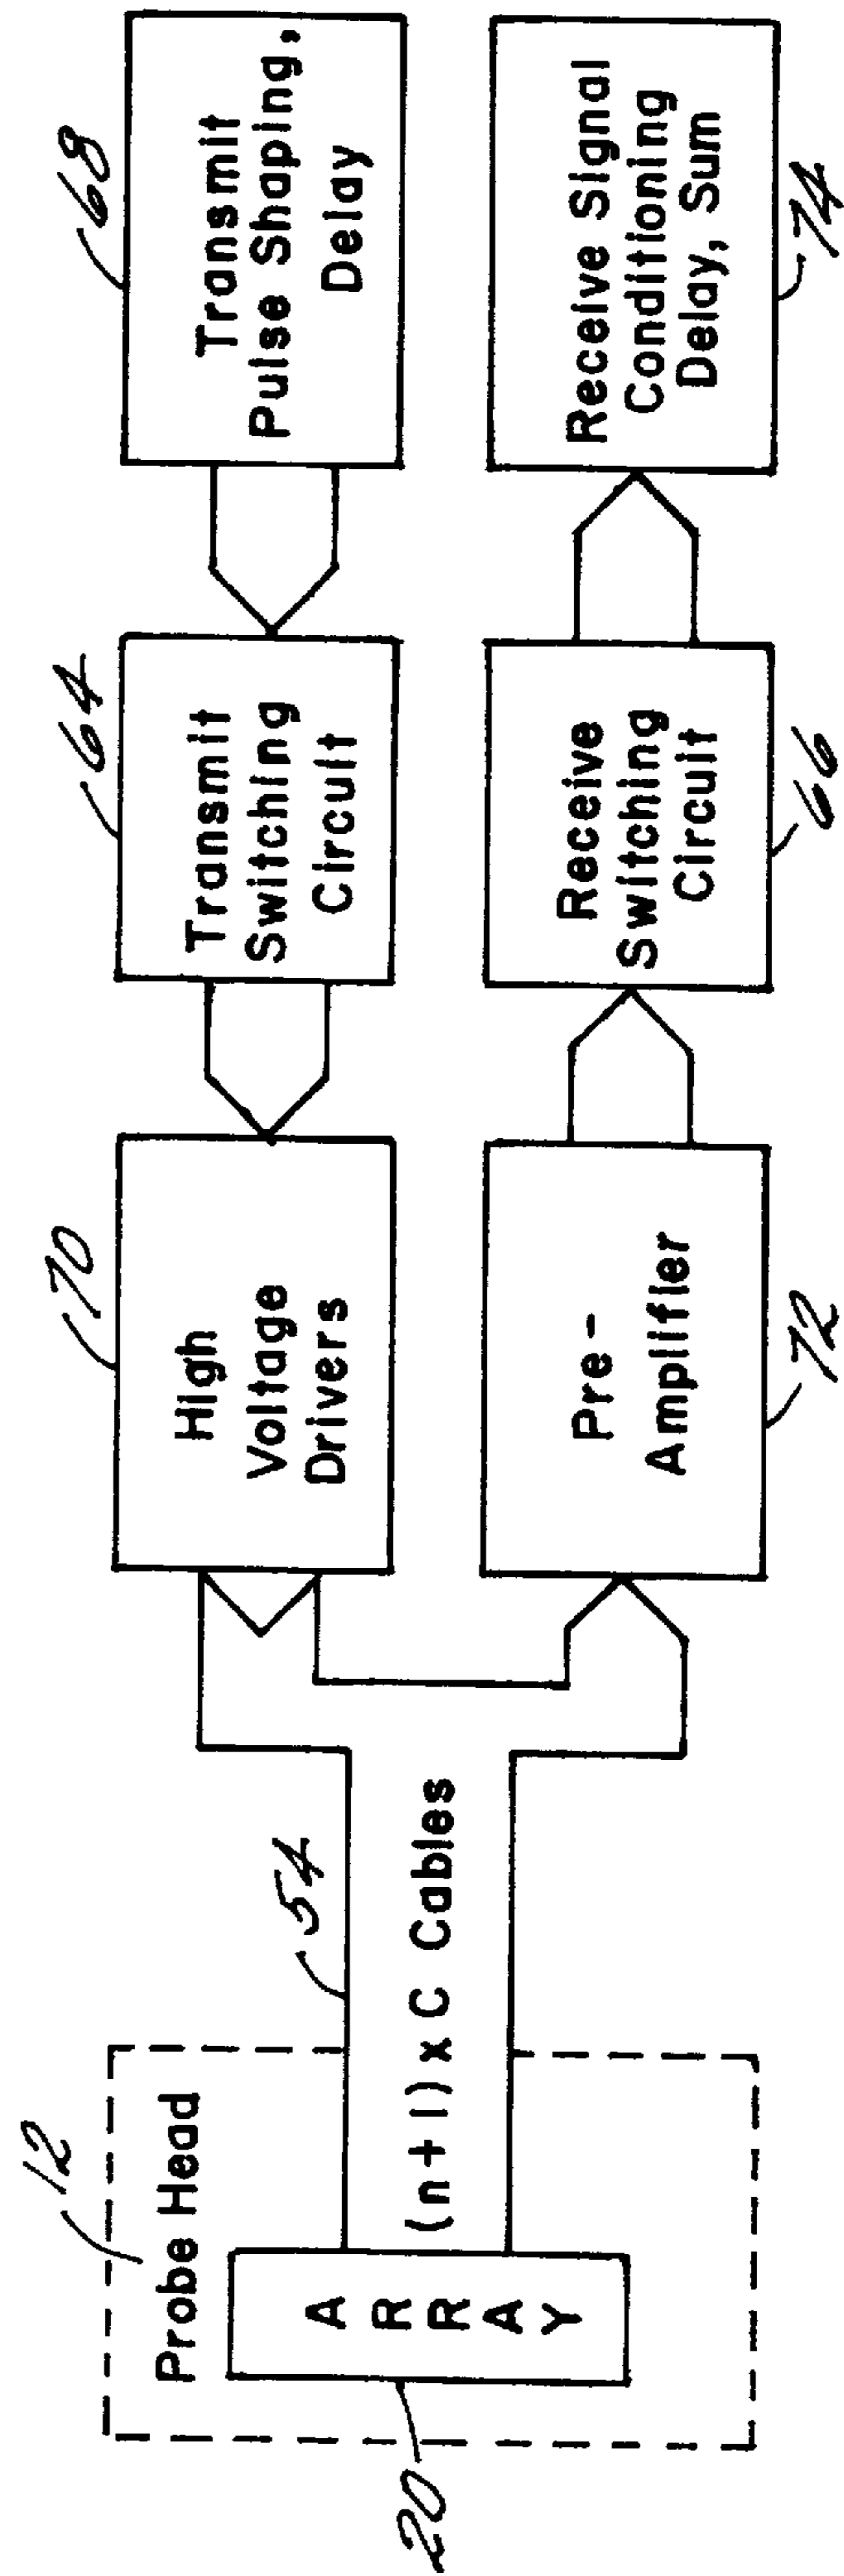 12
Probe Head
A
R
R
A
Y
20
54
(n+1) x C Cables
70
High
Voltage
Drivers
64
Transmit
Switching
Circuit
68
Transmit
Pulse Shaping,
Delay
Pre-
Amplifier
72
Receive
Switching
Circuit
66
Receive Signal
Conditioning
Delay, Sum
74